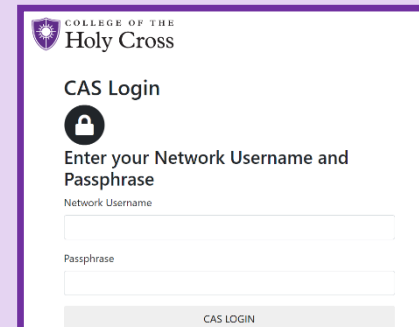 COLLEGE OF THE
Holy Cross
CAS Login
Enter your Network Username and
Passphrase
Network Username
Passphrase
CAS LOGIN